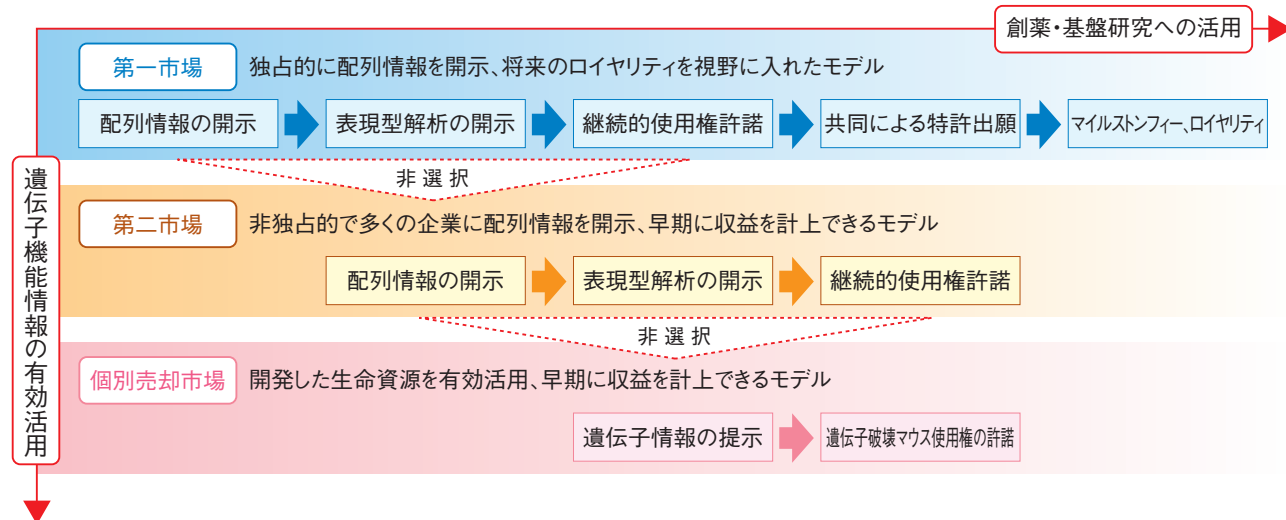 創薬・基盤研究への活用
第一市場
独占的に配列情報を開示、将来のロイヤリティを視野に入れたモデル
配列情報の開示
表現型解析の開示
継続的使用権許諾
共同による特許出願
マイルストンフィー、ロイヤリティ
非選択
遺伝子機能情報の有効活用
第二市場
非独占的で多くの企業に配列情報を開示、早期に収益を計上できるモデル
配列情報の開示
表現型解析の開示
継続的使用権許諾
非選択
個別売却市場
開発した生命資源を有効活用、早期に収益を計上できるモデル
遺伝子情報の提示
遺伝子破壊マウス使用権の許諾